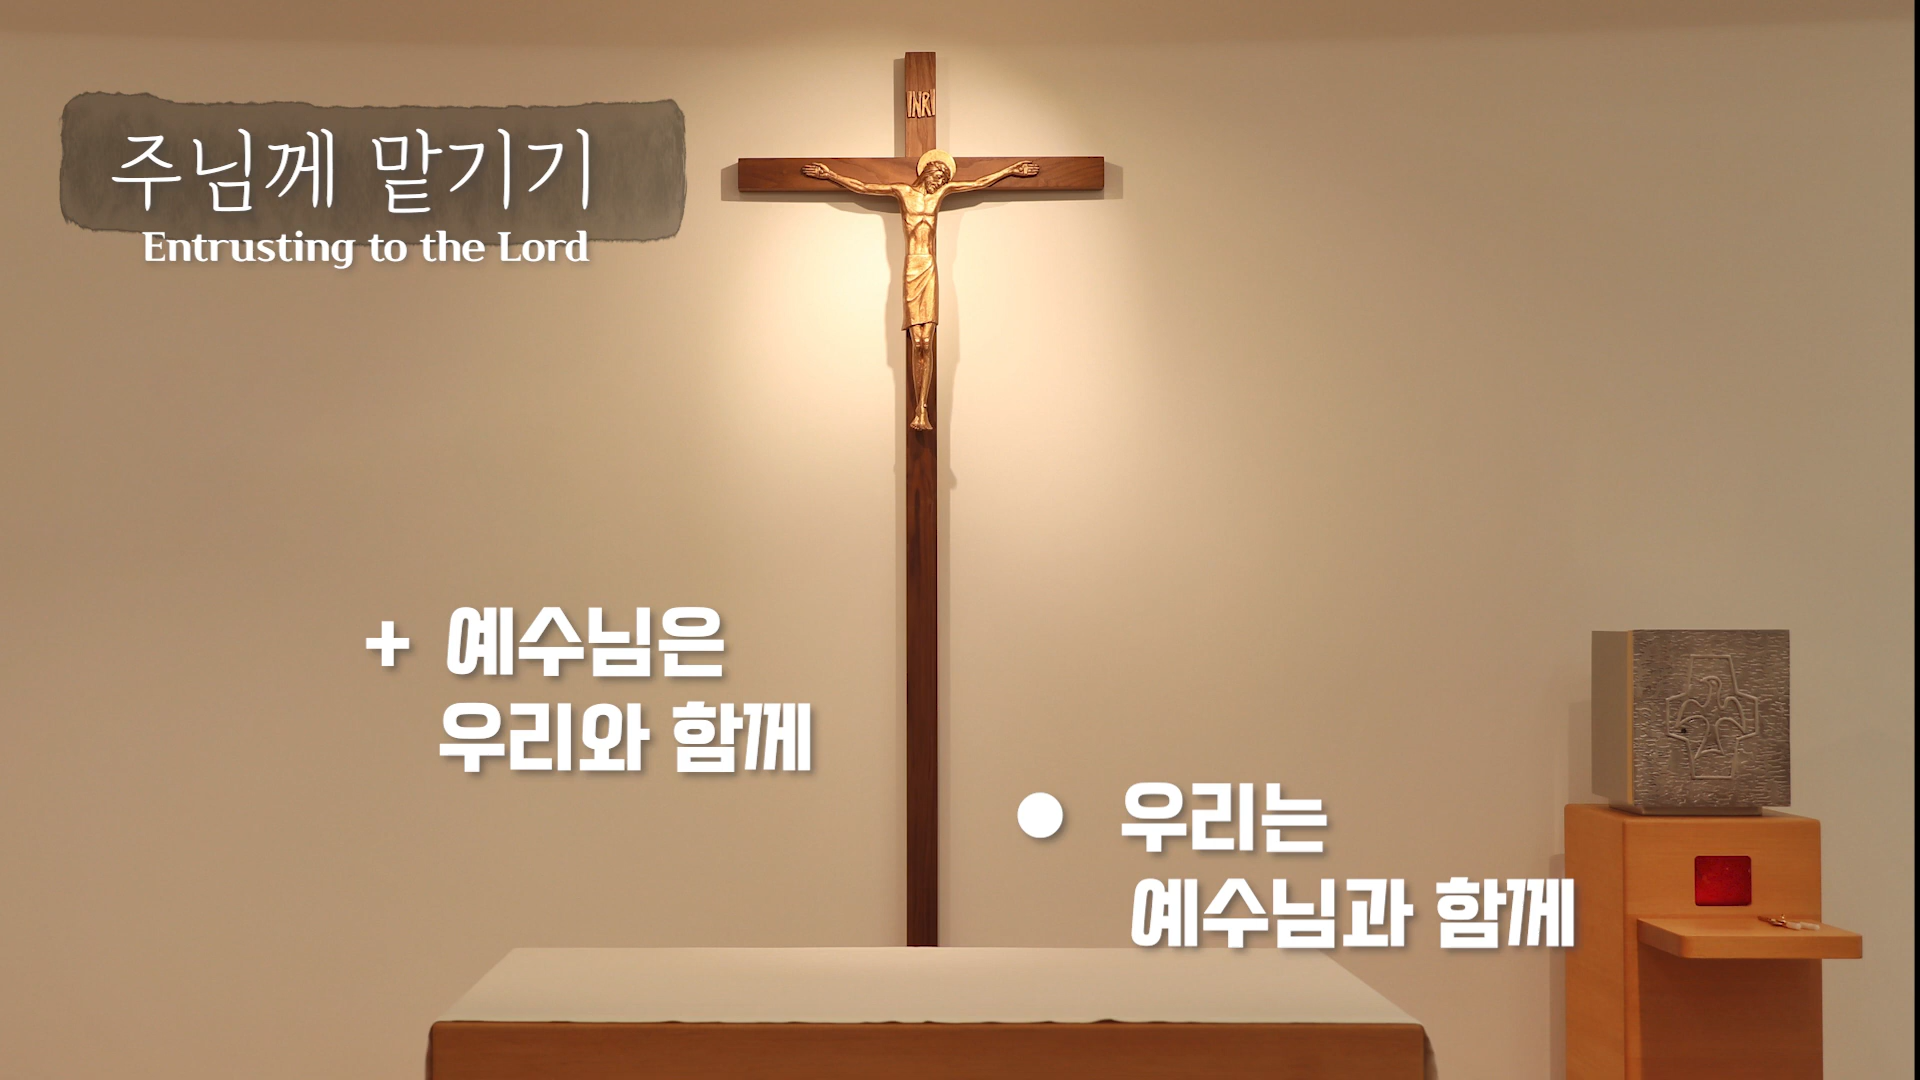 주님께 맡기기
Entrusting to the Lord
INRI
+ 예수님은
우리와 함께
● 우리는
예수님과 함께